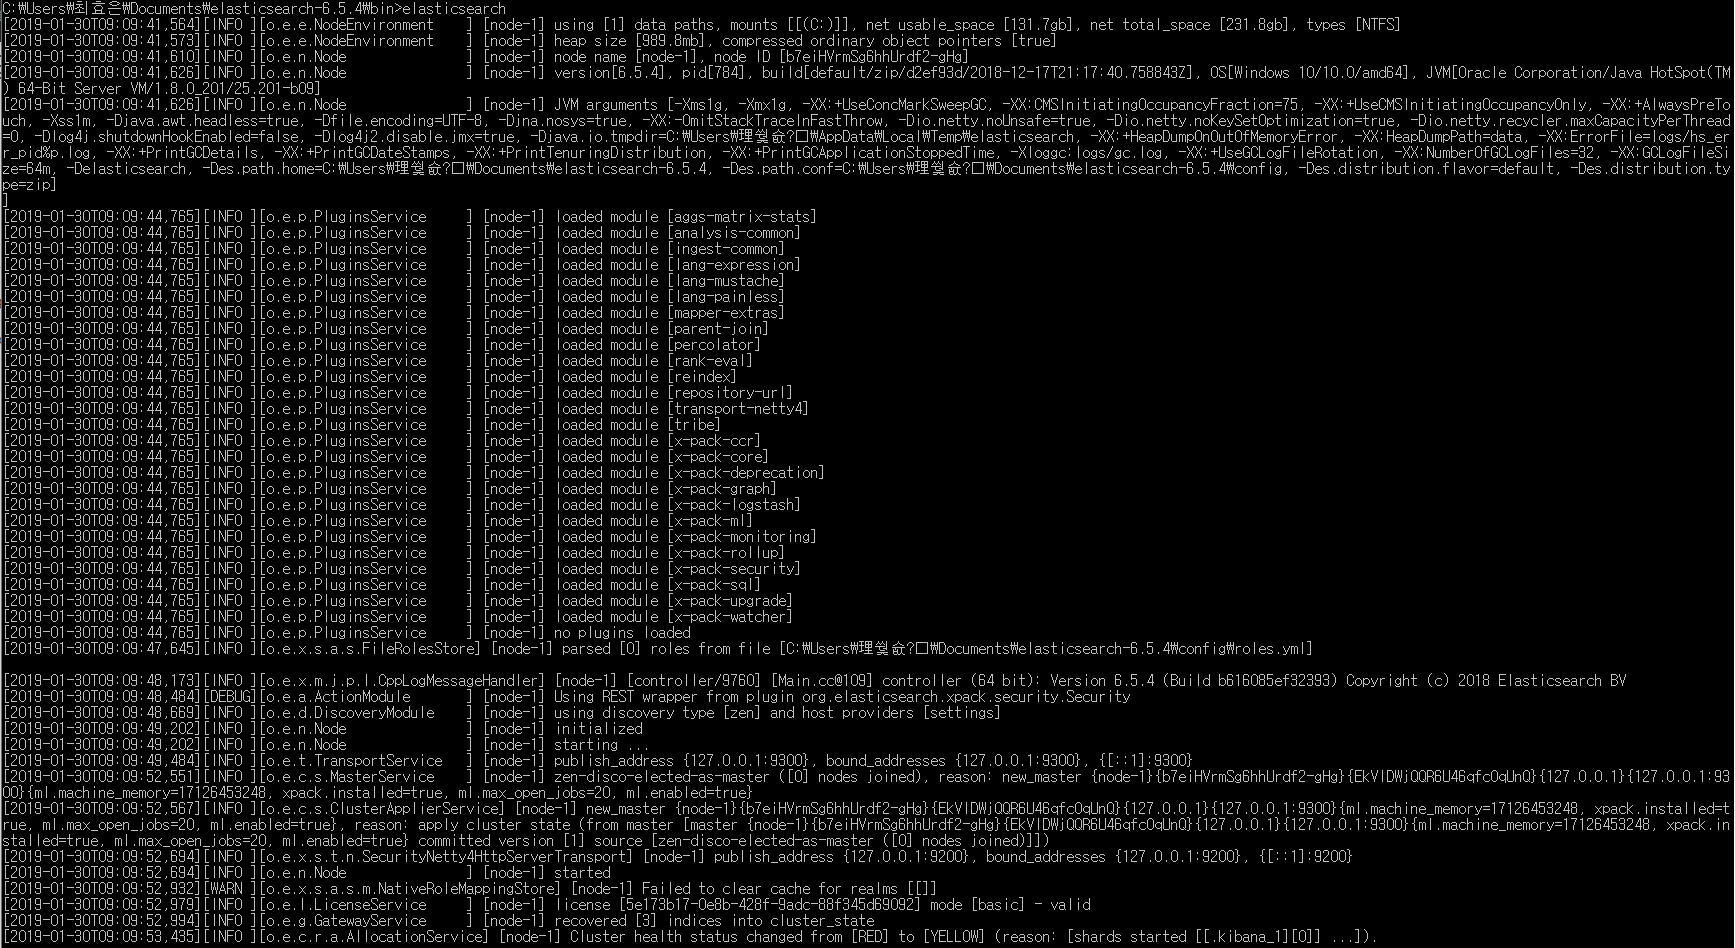 C:\Users\최효은\Documents\elasticsearch-6.5.4\bin>elasticsearch
[2019-01-30T09:09:41,564][INFO ][o.e.e.NodeEnvironment    ] [node-1] using [1] data paths, mounts [[(C:)]], net usable_space [131.7gb], net total_space [231.8gb], types [NTFS]
[2019-01-30T09:09:41,573][INFO ][o.e.e.NodeEnvironment    ] [node-1] heap size [989.8mb], compressed ordinary object pointers [true]
[2019-01-30T09:09:41,610][INFO ][o.e.n.Node               ] [node-1] node name [node-1], node ID [b7eiHVrmSg6hhUrdf2-gHg]
[2019-01-30T09:09:41,626][INFO ][o.e.n.Node               ] [node-1] version[6.5.4], pid[784], build[default/zip/d2ef93d/2018-12-17T21:17:40.758843Z], OS[Windows 10/10.0/amd64], JVM[Oracle Corporation/Java HotSpot(TM
) 64-Bit Server VM/1.8.0_201/25.201-b09]
[2019-01-30T09:09:41,626][INFO ][o.e.n.Node               ] [node-1] JVM arguments [-Xms1g, -Xmx1g, -XX:+UseConcMarkSweepGC, -XX:CMSInitiatingOccupancyFraction=75, -XX:+UseCMSInitiatingOccupancyOnly, -XX:+AlwaysPreTo
uch, -Xss1m, -Djava.awt.headless=true, -Dfile.encoding=UTF-8, -Djna.nosys=true, -XX:-OmitStackTraceInFastThrow, -Dio.netty.noUnsafe=true, -Dio.netty.noKeySetOptimization=true, -Dio.netty.recycler.maxCapacityPerThread
=0, -Dlog4j.shutdownHookEnabled=false, -Dlog4j2.disable.jmx=true, -Djava.io.tmpdir=C:\Users\理쒗슚?□\AppData\Local\Temp\elasticsearch, -XX:+HeapDumpOnOutOfMemoryError, -XX:HeapDumpPath=data, -XX:ErrorFile=logs/hs_er
r_pid%p.log, -XX:+PrintGCDetails, -XX:+PrintGCDateStamps, -XX:+PrintTenuringDistribution, -XX:+PrintGCApplicationStoppedTime, -Xloggc:logs/gc.log, -XX:+UseGCLogFileRotation, -XX:NumberOfGCLogFiles=32, -XX:GCLogFileSi
ze=64m, -Delasticsearch, -Des.path.home=C:\Users\理쒗슚?□\Documents\elasticsearch-6.5.4, -Des.path.conf=C:\Users\理쒗슚?□\Documents\elasticsearch-6.5.4\config, -Des.distribution.flavor=default, -Des.distribution.ty
pe=zip]
]
[2019-01-30T09:09:44,765][INFO ][o.e.p.PluginsService     ] [node-1] loaded module [aggs-matrix-stats]
[2019-01-30T09:09:44,765][INFO ][o.e.p.PluginsService     ] [node-1] loaded module [analysis-common]
[2019-01-30T09:09:44,765][INFO ][o.e.p.PluginsService     ] [node-1] loaded module [ingest-common]
[2019-01-30T09:09:44,765][INFO ][o.e.p.PluginsService     ] [node-1] loaded module [lang-expression]
[2019-01-30T09:09:44,765][INFO ][o.e.p.PluginsService     ] [node-1] loaded module [lang-mustache]
[2019-01-30T09:09:44,765][INFO ][o.e.p.PluginsService     ] [node-1] loaded module [lang-painless]
[2019-01-30T09:09:44,765][INFO ][o.e.p.PluginsService     ] [node-1] loaded module [mapper-extras]
[2019-01-30T09:09:44,765][INFO ][o.e.p.PluginsService     ] [node-1] loaded module [parent-join]
[2019-01-30T09:09:44,765][INFO ][o.e.p.PluginsService     ] [node-1] loaded module [percolator]
[2019-01-30T09:09:44,765][INFO ][o.e.p.PluginsService     ] [node-1] loaded module [rank-eval]
[2019-01-30T09:09:44,765][INFO ][o.e.p.PluginsService     ] [node-1] loaded module [reindex]
[2019-01-30T09:09:44,765][INFO ][o.e.p.PluginsService     ] [node-1] loaded module [repository-url]
[2019-01-30T09:09:44,765][INFO ][o.e.p.PluginsService     ] [node-1] loaded module [transport-netty4]
[2019-01-30T09:09:44,765][INFO ][o.e.p.PluginsService     ] [node-1] loaded module [tribe]
[2019-01-30T09:09:44,765][INFO ][o.e.p.PluginsService     ] [node-1] loaded module [x-pack-ccr]
[2019-01-30T09:09:44,765][INFO ][o.e.p.PluginsService     ] [node-1] loaded module [x-pack-core]
[2019-01-30T09:09:44,765][INFO ][o.e.p.PluginsService     ] [node-1] loaded module [x-pack-deprecation]
[2019-01-30T09:09:44,765][INFO ][o.e.p.PluginsService     ] [node-1] loaded module [x-pack-graph]
[2019-01-30T09:09:44,765][INFO ][o.e.p.PluginsService     ] [node-1] loaded module [x-pack-logstash]
[2019-01-30T09:09:44,765][INFO ][o.e.p.PluginsService     ] [node-1] loaded module [x-pack-ml]
[2019-01-30T09:09:44,765][INFO ][o.e.p.PluginsService     ] [node-1] loaded module [x-pack-monitoring]
[2019-01-30T09:09:44,765][INFO ][o.e.p.PluginsService     ] [node-1] loaded module [x-pack-rollup]
[2019-01-30T09:09:44,765][INFO ][o.e.p.PluginsService     ] [node-1] loaded module [x-pack-security]
[2019-01-30T09:09:44,765][INFO ][o.e.p.PluginsService     ] [node-1] loaded module [x-pack-sql]
[2019-01-30T09:09:44,765][INFO ][o.e.p.PluginsService     ] [node-1] loaded module [x-pack-upgrade]
[2019-01-30T09:09:44,765][INFO ][o.e.p.PluginsService     ] [node-1] loaded module [x-pack-watcher]
[2019-01-30T09:09:44,765][INFO ][o.e.p.PluginsService     ] [node-1] no plugins loaded
[2019-01-30T09:09:47,645][INFO ][o.e.x.s.a.s.FileRolesStore] [node-1] parsed [0] roles from file [C:\Users\理쒗슚?□\Documents\elasticsearch-6.5.4\config\roles.yml]
[2019-01-30T09:09:48,173][INFO ][o.e.x.m.j.p.l.CppLogMessageHandler] [node-1] [controller/9760] [Main.cc@109] controller (64 bit): Version 6.5.4 (Build b616085ef32393) Copyright (c) 2018 Elasticsearch BV
[2019-01-30T09:09:48,484][DEBUG][o.e.a.ActionModule       ] [node-1] Using REST wrapper from plugin org.elasticsearch.xpack.security.Security
[2019-01-30T09:09:48,669][INFO ][o.e.d.DiscoveryModule    ] [node-1] using discovery type [zen] and host providers [settings]
[2019-01-30T09:09:49,202][INFO ][o.e.n.Node               ] [node-1] initialized
[2019-01-30T09:09:49,202][INFO ][o.e.n.Node               ] [node-1] starting ...
[2019-01-30T09:09:49,484][INFO ][o.e.t.TransportService   ] [node-1] publish_address {127.0.0.1:9300}, bound_addresses {127.0.0.1:9300}, {[::1]:9300}
[2019-01-30T09:09:52,551][INFO ][o.e.c.s.MasterService    ] [node-1] zen-disco-elected-as-master ([0] nodes joined), reason: new_master {node-1}{b7eiHVrmSg6hhUrdf2-gHg}{EkVlDWjQQR6U46qfcOqUnQ}{127.0.0.1}{127.0.0.1:93
00}{ml.machine_memory=17126453248, xpack.installed=true, ml.max_open_jobs=20, ml.enabled=true}
[2019-01-30T09:09:52,567][INFO ][o.e.c.s.ClusterApplierService] [node-1] new_master {node-1}{b7eiHVrmSg6hhUrdf2-gHg}{EkVlDWjQQR6U46qfcOqUnQ}{127.0.0.1}{127.0.0.1:9300}{ml.machine_memory=17126453248, xpack.installed=t
rue, ml.max_open_jobs=20, ml.enabled=true}, reason: apply cluster state (from master [master {node-1}{b7eiHVrmSg6hhUrdf2-gHg}{EkVlDWjQQR6U46qfcOqUnQ}{127.0.0.1}{127.0.0.1:9300}{ml.machine_memory=17126453248, xpack.in
stalled=true, ml.max_open_jobs=20, ml.enabled=true} committed version [1] source [zen-disco-elected-as-master ([0] nodes joined)]])
[2019-01-30T09:09:52,694][INFO ][o.e.x.s.t.n.SecurityNetty4HttpServerTransport] [node-1] publish_address {127.0.0.1:9200}, bound_addresses {127.0.0.1:9200}, {[::1]:9200}
[2019-01-30T09:09:52,694][INFO ][o.e.n.Node               ] [node-1] started
[2019-01-30T09:09:52,932][WARN ][o.e.x.s.a.s.m.NativeRoleMappingStore] [node-1] Failed to clear cache for realms [[]]
[2019-01-30T09:09:52,979][INFO ][o.e.l.LicenseService     ] [node-1] license [5e173b17-0e8b-428f-9adc-88f345d69092] mode [basic] - valid
[2019-01-30T09:09:52,994][INFO ][o.e.g.GatewayService     ] [node-1] recovered [3] indices into cluster_state
[2019-01-30T09:09:53,435][INFO ][o.e.c.r.a.AllocationService] [node-1] Cluster health status changed from [RED] to [YELLOW] (reason: [shards started [[.kibana_1][0]] ...]).